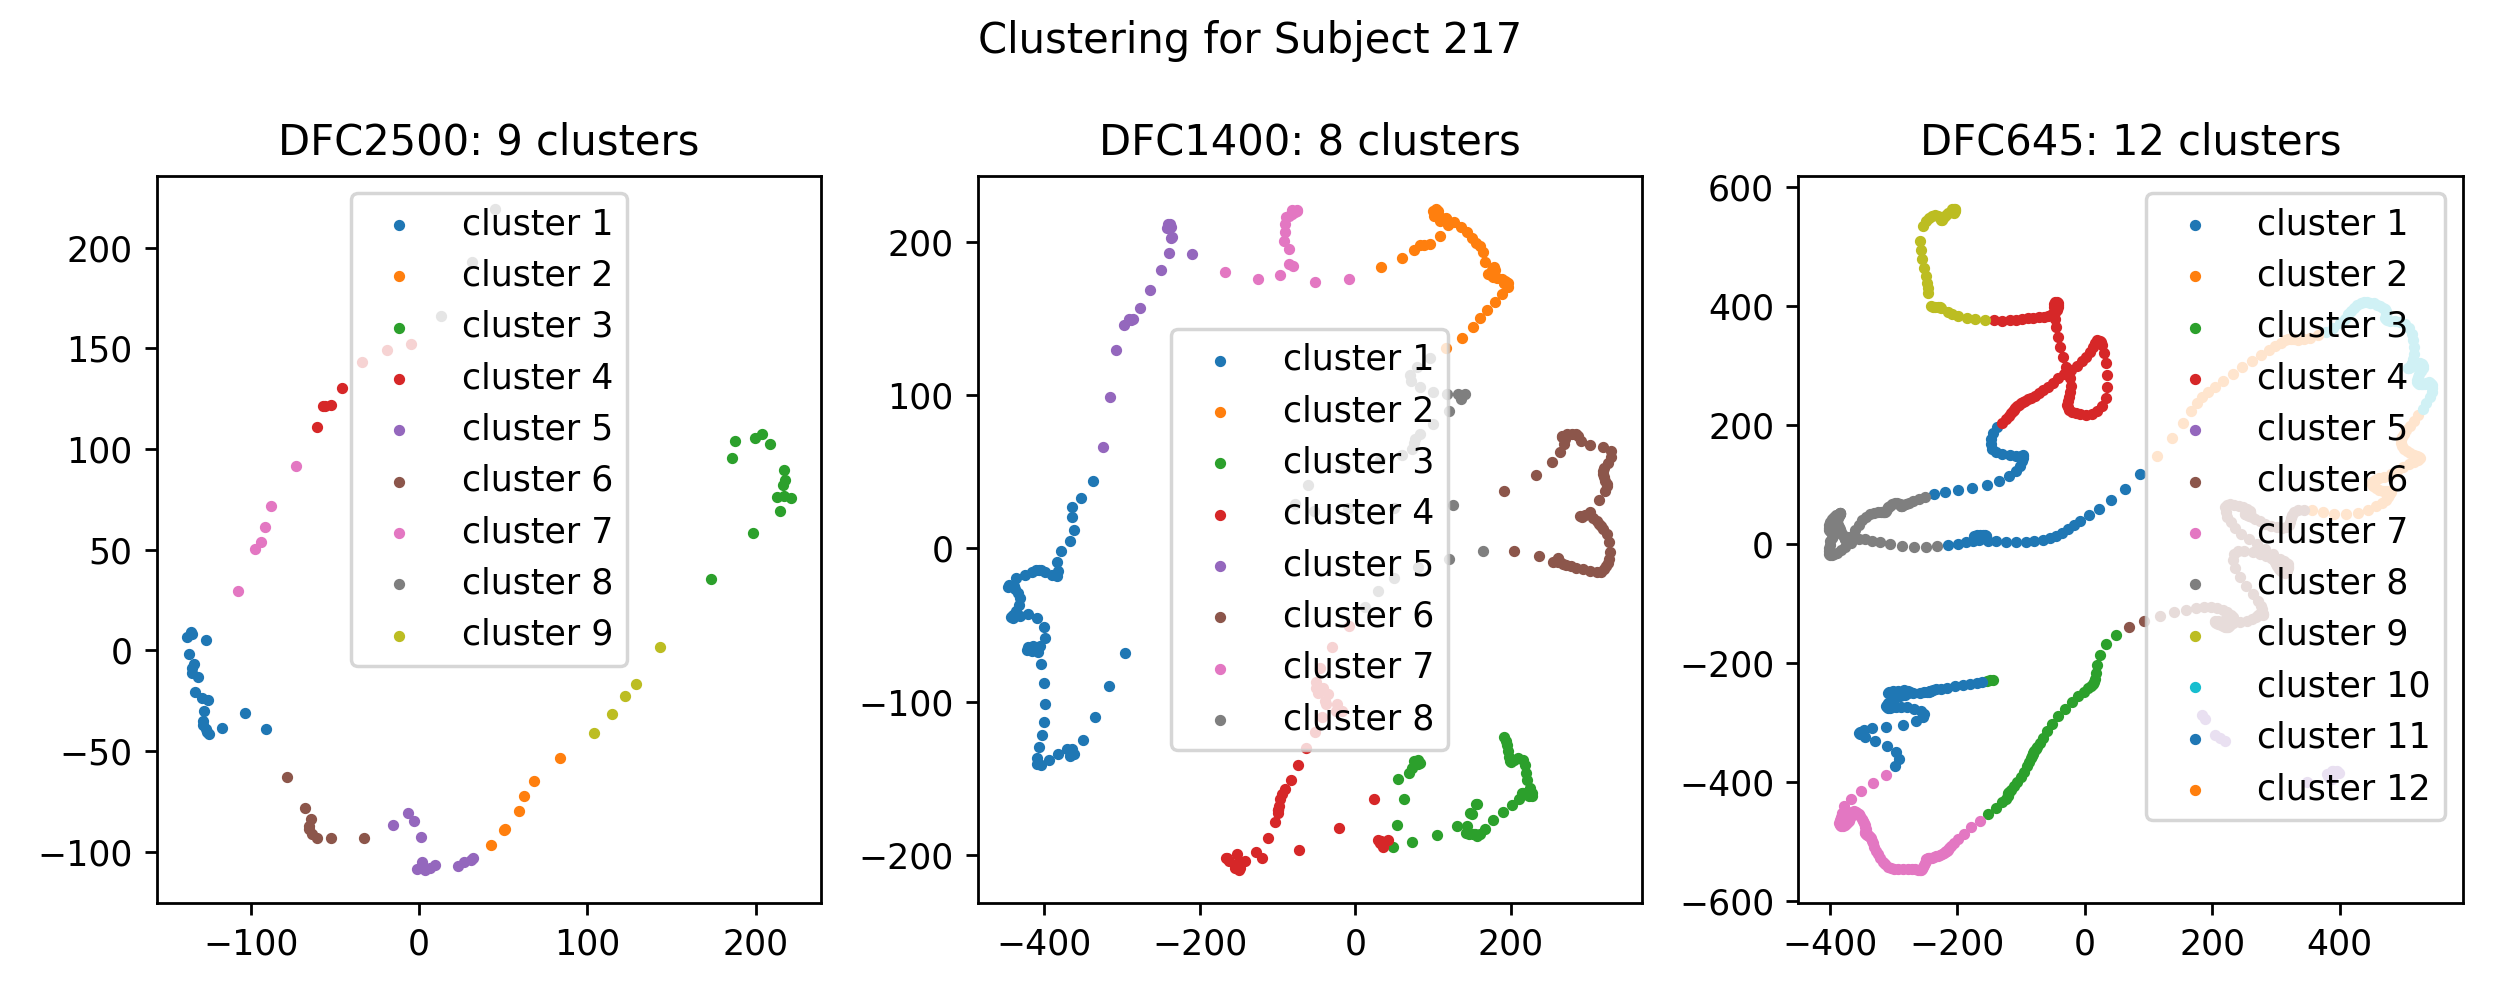 Clustering for Subject 217
DFC2500: 9 clusters
200
150
100
50
0
−50
−100
−100
0
100
200
cluster 1
cluster 2
cluster 3
cluster 4
cluster 5
cluster 6
cluster 7
cluster 8
cluster 9
DFC1400: 8 clusters
200
100
0
−100
−200
−400
−200
0
200
cluster 1
cluster 2
cluster 3
cluster 4
cluster 5
cluster 6
cluster 7
cluster 8
DFC645: 12 clusters
600
400
200
0
−200
−400
−600
−400
−200
0
200
400
cluster 1
cluster 2
cluster 3
cluster 4
cluster 5
cluster 6
cluster 7
cluster 8
cluster 9
cluster 10
cluster 11
cluster 12